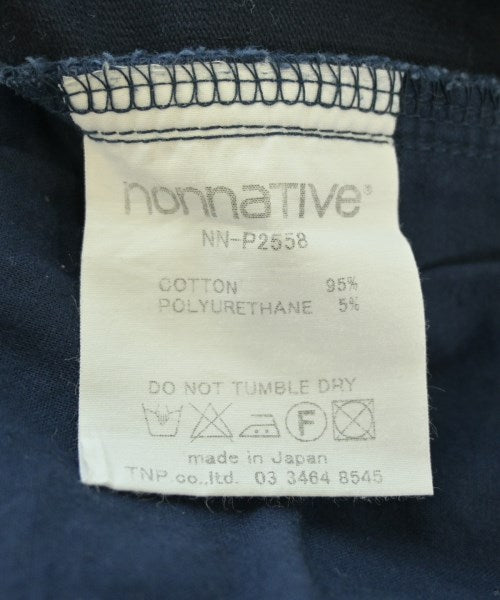 nonnaTIve®
NN-P2558
COTTON 95%
POLYURETHANE 5%
DO NOT TUMBLE DRY
F
made in Japan
TNP.co.,ltd. 03 3464 8545